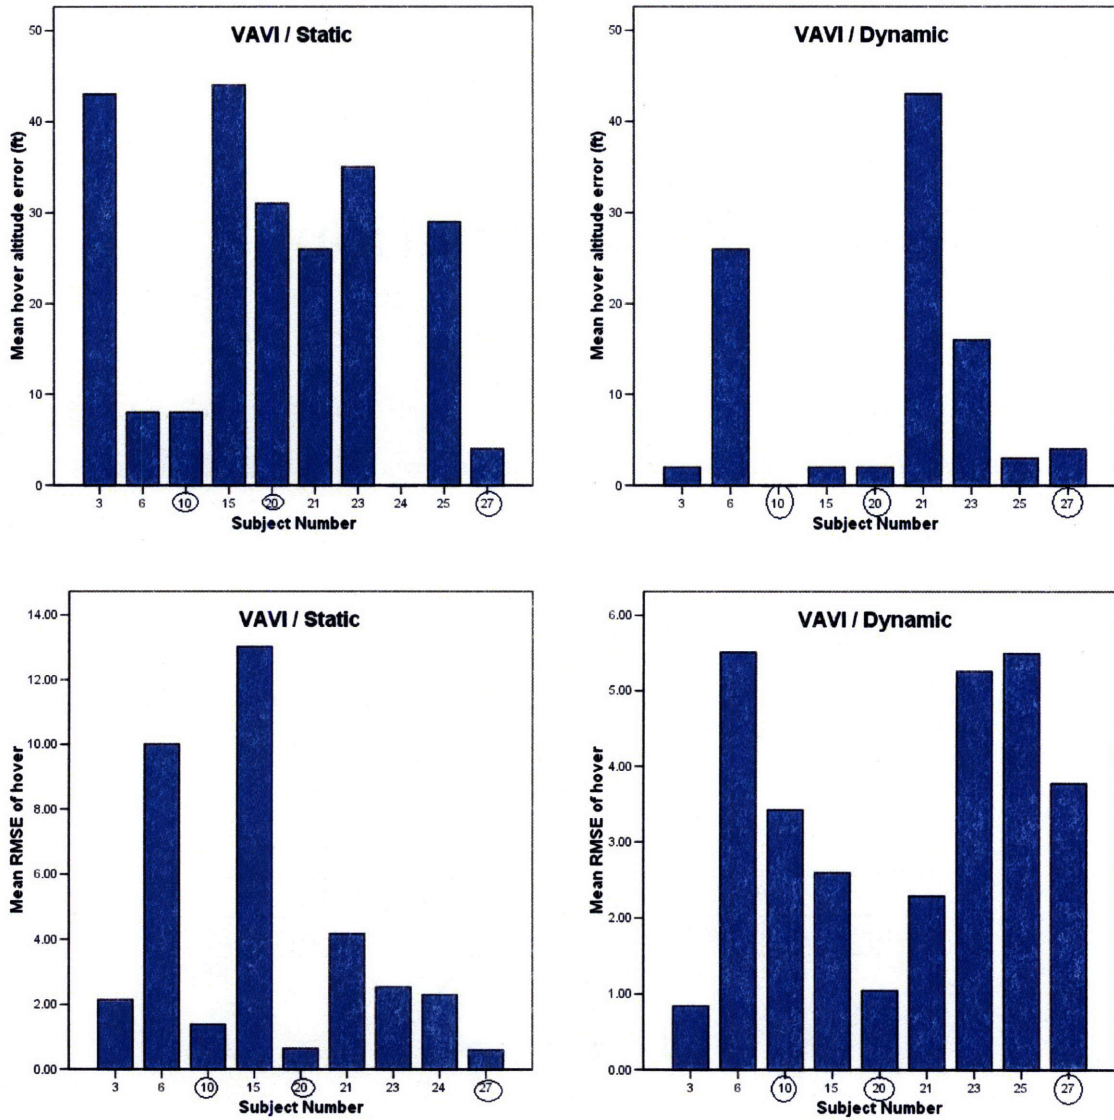 VAVI / Static
Mean hover altitude error (ft)
50
40
30
20
10
0
3 6 10 15 20 21 23 24 25 27
Subject Number
VAVI / Dynamic
Mean hover altitude error (ft)
50
40
30
20
10
0
3 6 10 15 20 21 23 25 27
Subject Number
VAVI / Static
Mean RMSE of hover
14.00
12.00
10.00
8.00
6.00
4.00
2.00
0.00
3 6 10 15 20 21 23 24 27
Subject Number
VAVI / Dynamic
Mean RMSE of hover
6.00
5.00
4.00
3.00
2.00
1.00
0.00
3 6 10 15 20 21 23 25 27
Subject Number